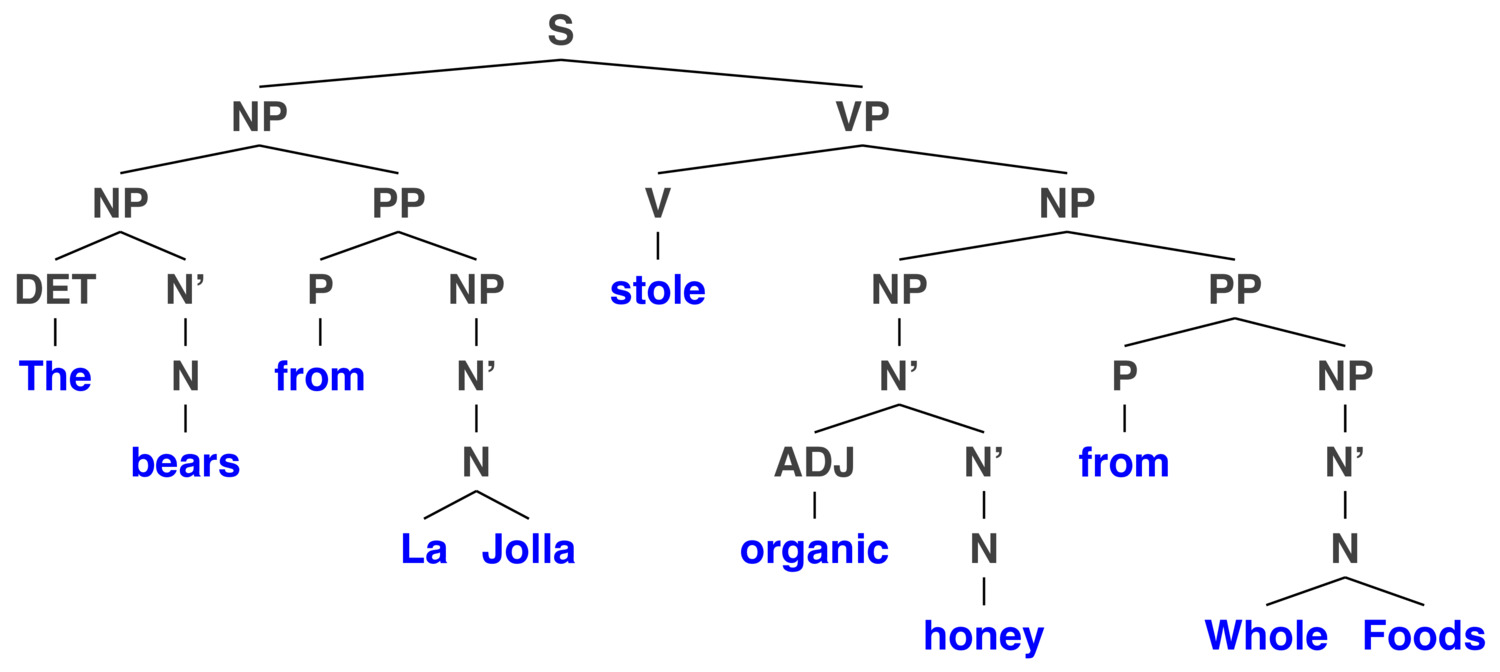 S
NP VP
NP PP V NP
DET N’ P NP stole NP PP
The N from N’ N’ P NP
bears N ADJ N’ from N’
La Jolla organic N N
honey Whole Foods